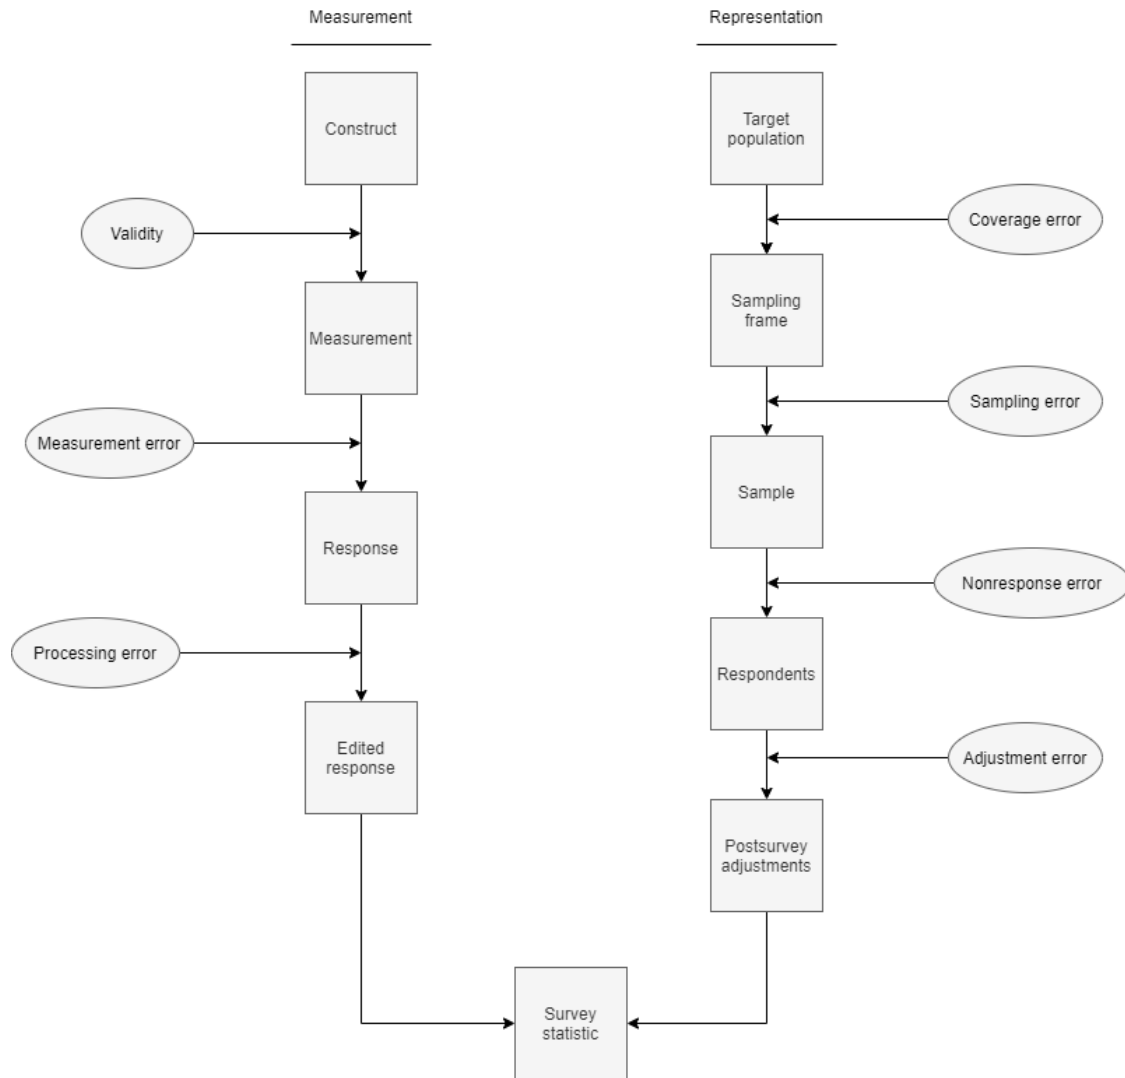 Measurement
Representation
Construct
Target
population
Validity
Coverage error
Measurement
Sampling
frame
Measurement error
Sampling error
Response
Sample
Processing error
Nonresponse error
Edited
response
Respondents
Adjustment error
Postsurvey
adjustments
Survey
statistic